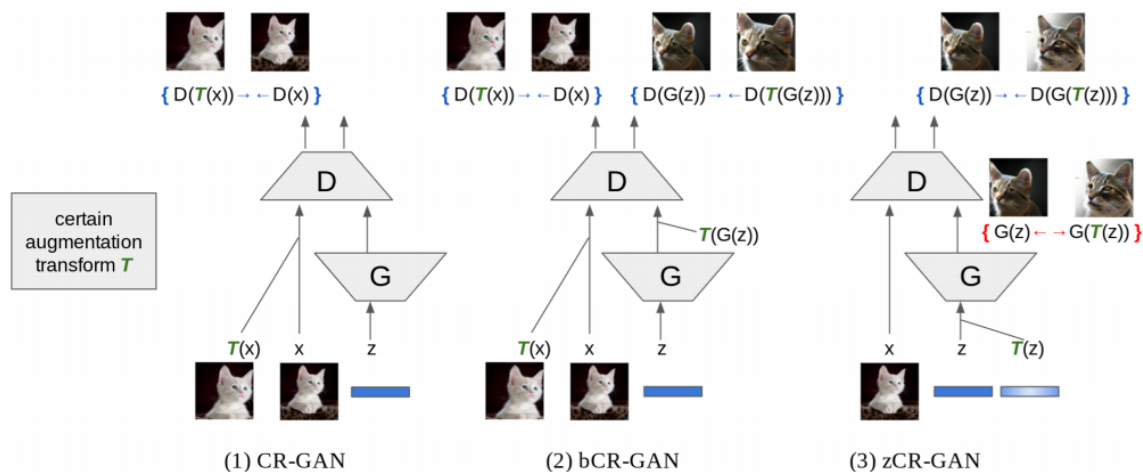 { D(T(x)) → ← D(x) }
{ D(T(x)) → ← D(x) }
{ D(G(z)) → ← D(T(G(z))) }
{ D(G(z)) → ← D(G(T(z))) }
certain
augmentation
transform T
D
D
D
T(G(z))
{ G(z) ← → G(T(z)) }
G
G
G
T(x)
x
z
T(x)
x
z
x
z
T(z)
(1) CR-GAN
(2) bCR-GAN
(3) zCR-GAN